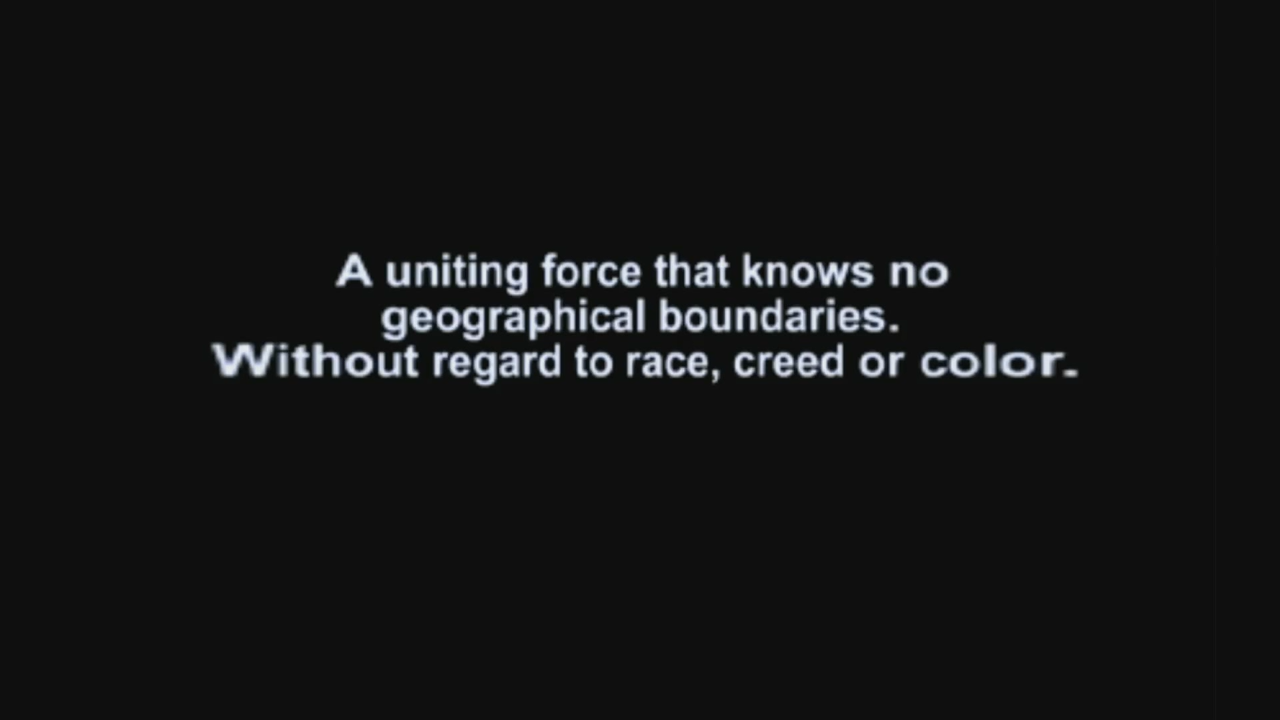 A uniting force that knows no
geographical boundaries.
Without regard to race, creed or color.